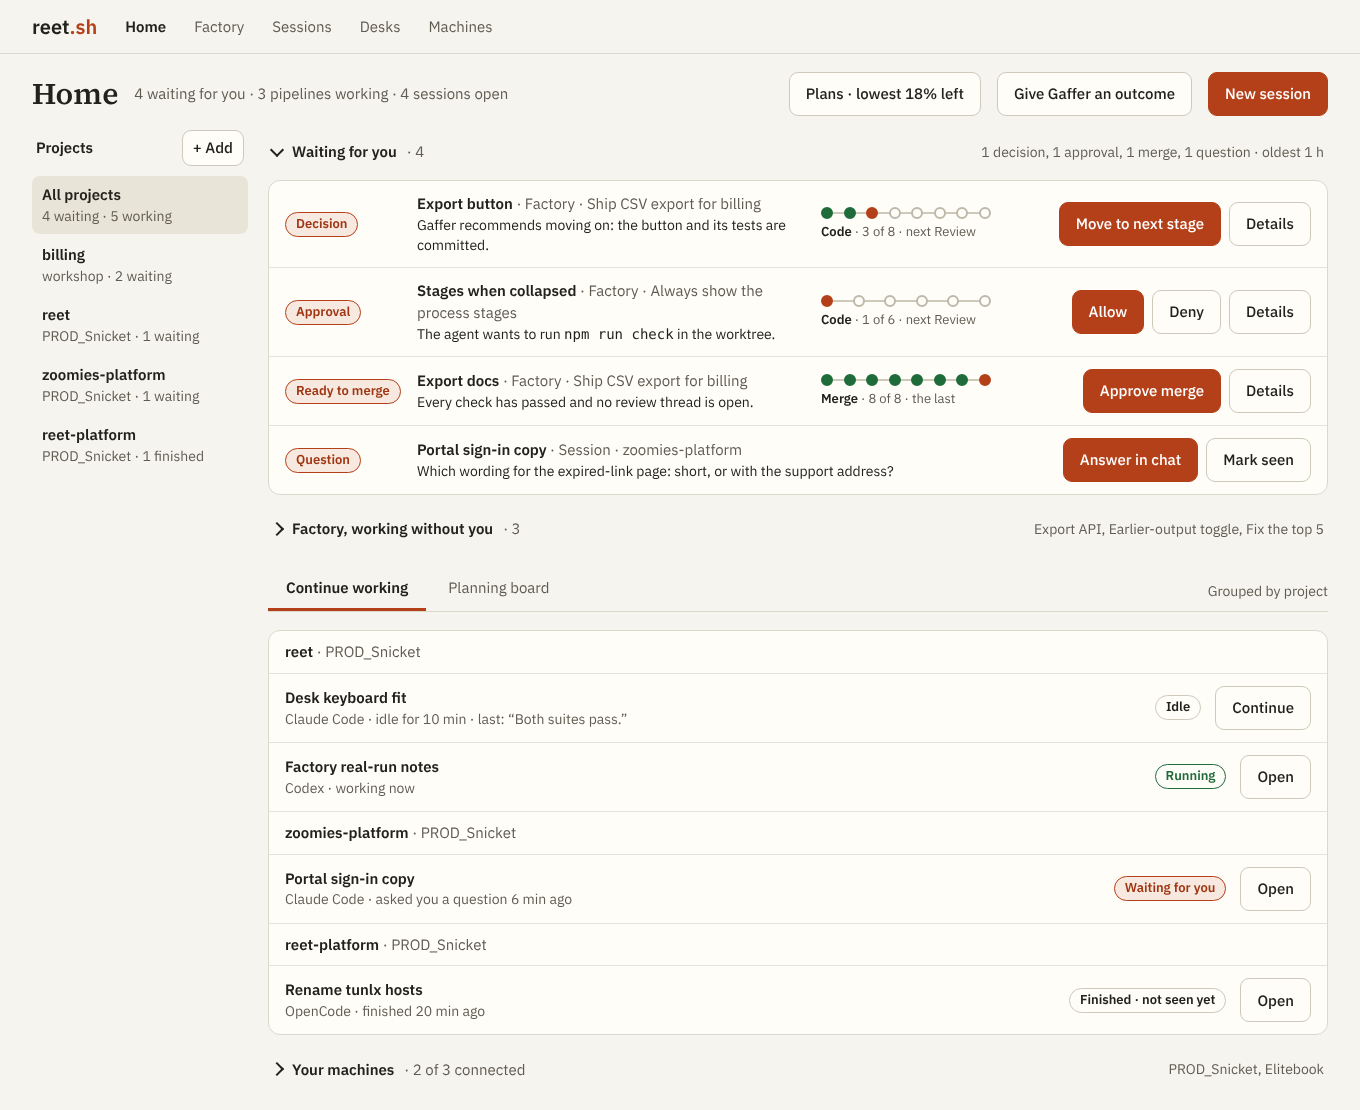 reet.sh Home Factory Sessions Desks Machines
Home 4 waiting for you · 3 pipelines working · 4 sessions open Plans · lowest 18% left Give Gaffer an outcome New session
Projects + Add
All projects
4 waiting · 5 working
billing
workshop · 2 waiting
reet
PROD_Snicket · 1 waiting
zoomies-platform
PROD_Snicket · 1 waiting
reet-platform
PROD_Snicket · 1 finished
Waiting for you · 4 1 decision, 1 approval, 1 merge, 1 question · oldest 1 h
Decision
Export button · Factory · Ship CSV export for billing
Gaffer recommends moving on: the button and its tests are
committed.
Code · 3 of 8 · next Review
Move to next stage Details
Approval
Stages when collapsed · Factory · Always show the
process stages
The agent wants to run npm run check in the worktree.
Code · 1 of 6 · next Review
Allow Deny Details
Ready to merge
Export docs · Factory · Ship CSV export for billing
Every check has passed and no review thread is open.
Merge · 8 of 8 · the last
Approve merge Details
Question
Portal sign-in copy · Session · zoomies-platform
Which wording for the expired-link page: short, or with the support address?
Answer in chat Mark seen
Factory, working without you · 3 Export API, Earlier-output toggle, Fix the top 5
Continue working Planning board Grouped by project
reet · PROD_Snicket
Desk keyboard fit
Claude Code · idle for 10 min · last: “Both suites pass.”
Idle Continue
Factory real-run notes
Codex · working now
Running Open
zoomies-platform · PROD_Snicket
Portal sign-in copy
Claude Code · asked you a question 6 min ago
Waiting for you Open
reet-platform · PROD_Snicket
Rename tunlx hosts
OpenCode · finished 20 min ago
Finished · not seen yet Open
Your machines · 2 of 3 connected PROD_Snicket, Elitebook